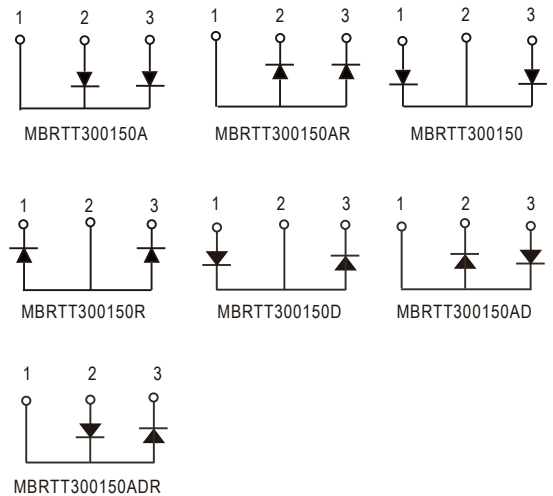 1 2 3 1 2 3 1 2 3
MBRTT300150A MBRTT300150AR MBRTT300150
1 2 3 1 2 3 1 2 3
MBRTT300150R MBRTT300150D MBRTT300150AD
1 2 3
MBRTT300150ADR